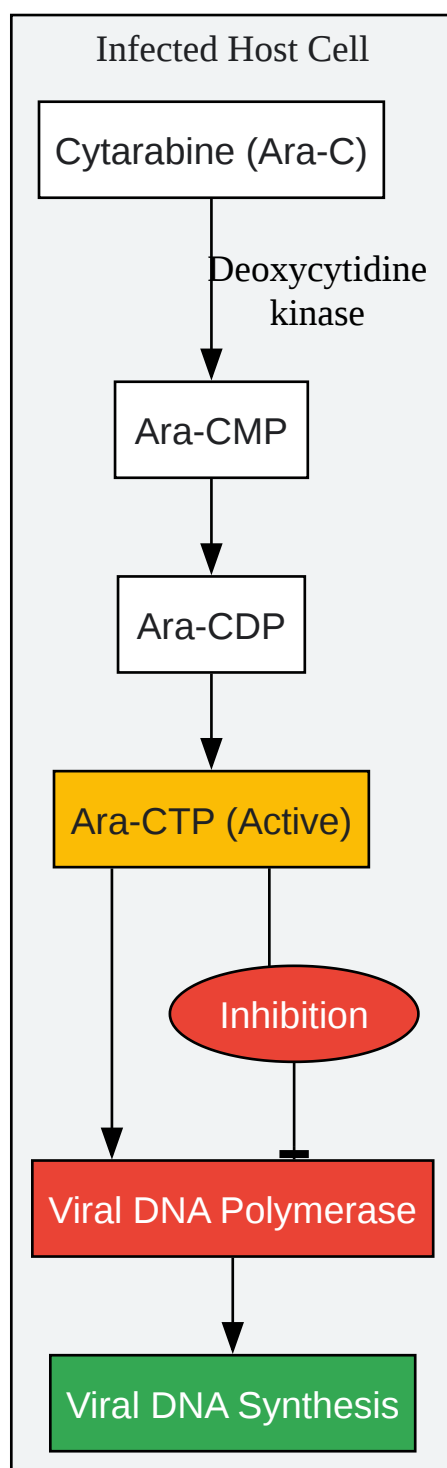 Infected Host Cell
Cytarabine (Ara-C)
Deoxycytidine
kinase
Ara-CMP
Ara-CDP
Ara-CTP (Active)
Inhibition
Viral DNA Polymerase
Viral DNA Synthesis